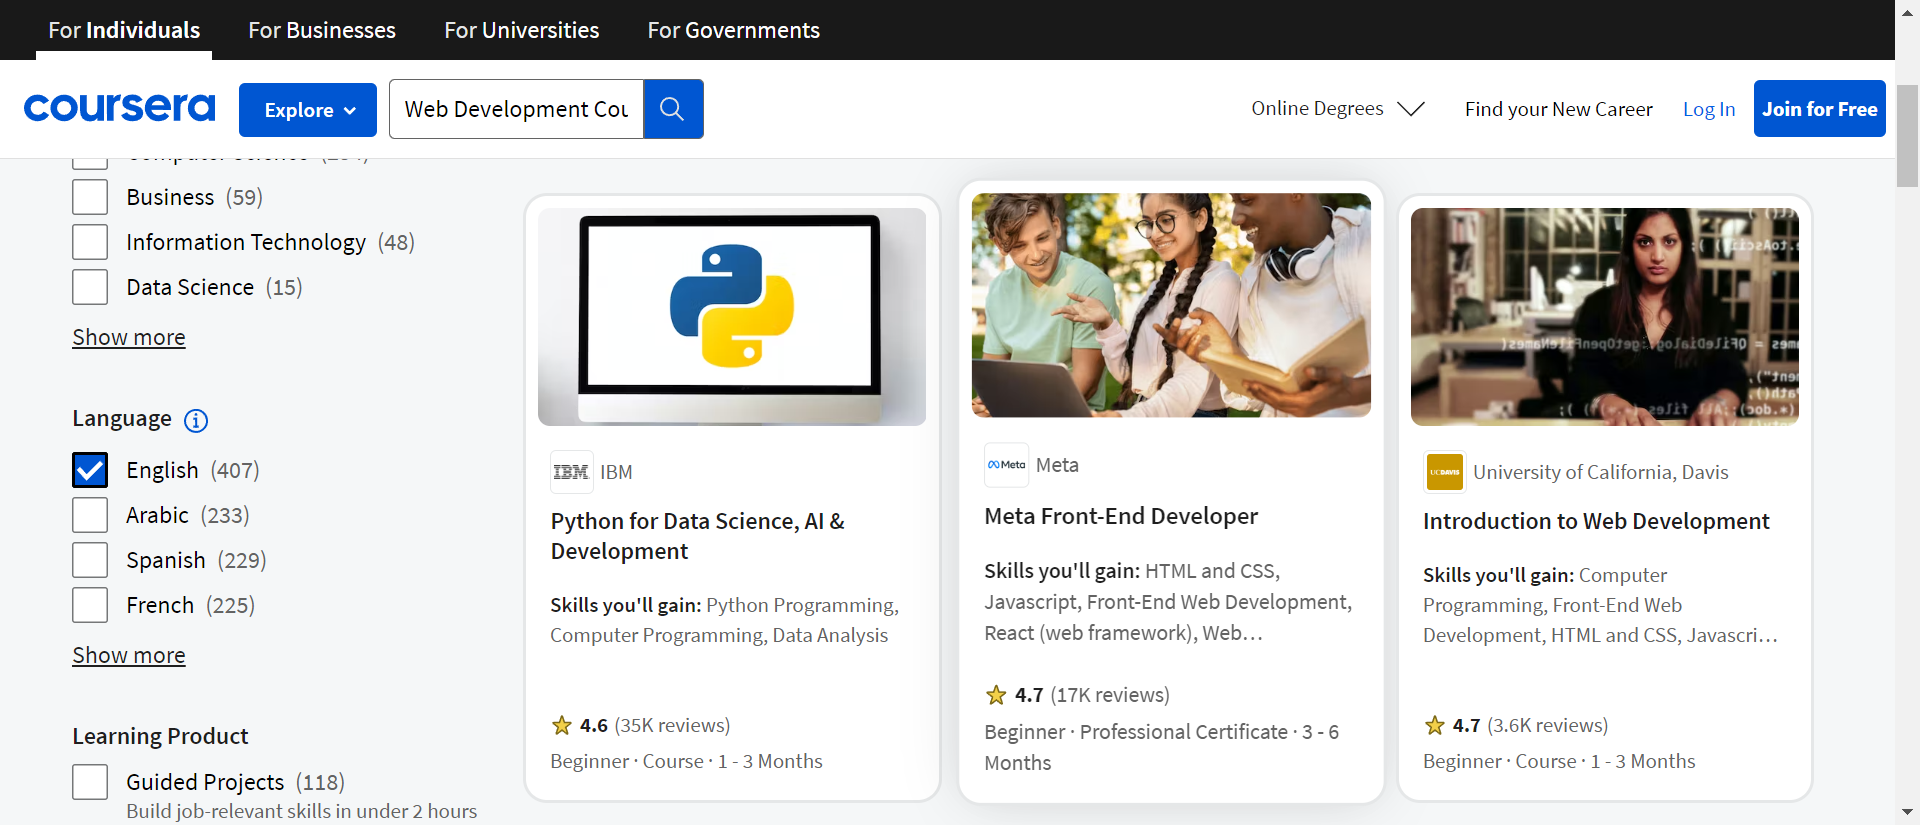 For Individuals
For Businesses
For Universities
For Governments
coursera
Explore
Web Development Cou
Online Degrees
Find your New Career
Log In
Join for Free
Business (59)
Information Technology (48)
Data Science (15)
Show more
Language
English (407)
Arabic (233)
Spanish (229)
French (225)
Show more
Learning Product
Guided Projects (118)
Build job-relevant skills in under 2 hours
IBM
IBM
Python for Data Science, AI &
Development
Skills you'll gain: Python Programming,
Computer Programming, Data Analysis
4.6 (35K reviews)
Beginner · Course · 1 - 3 Months
Meta
Meta
Meta Front-End Developer
Skills you'll gain: HTML and CSS,
Javascript, Front-End Web Development,
React (web framework), Web…
4.7 (17K reviews)
Beginner · Professional Certificate · 3 - 6
Months
UCDAVIS
University of California, Davis
Introduction to Web Development
Skills you'll gain: Computer
Programming, Front-End Web
Development, HTML and CSS, Javascri…
4.7 (3.6K reviews)
Beginner · Course · 1 - 3 Months